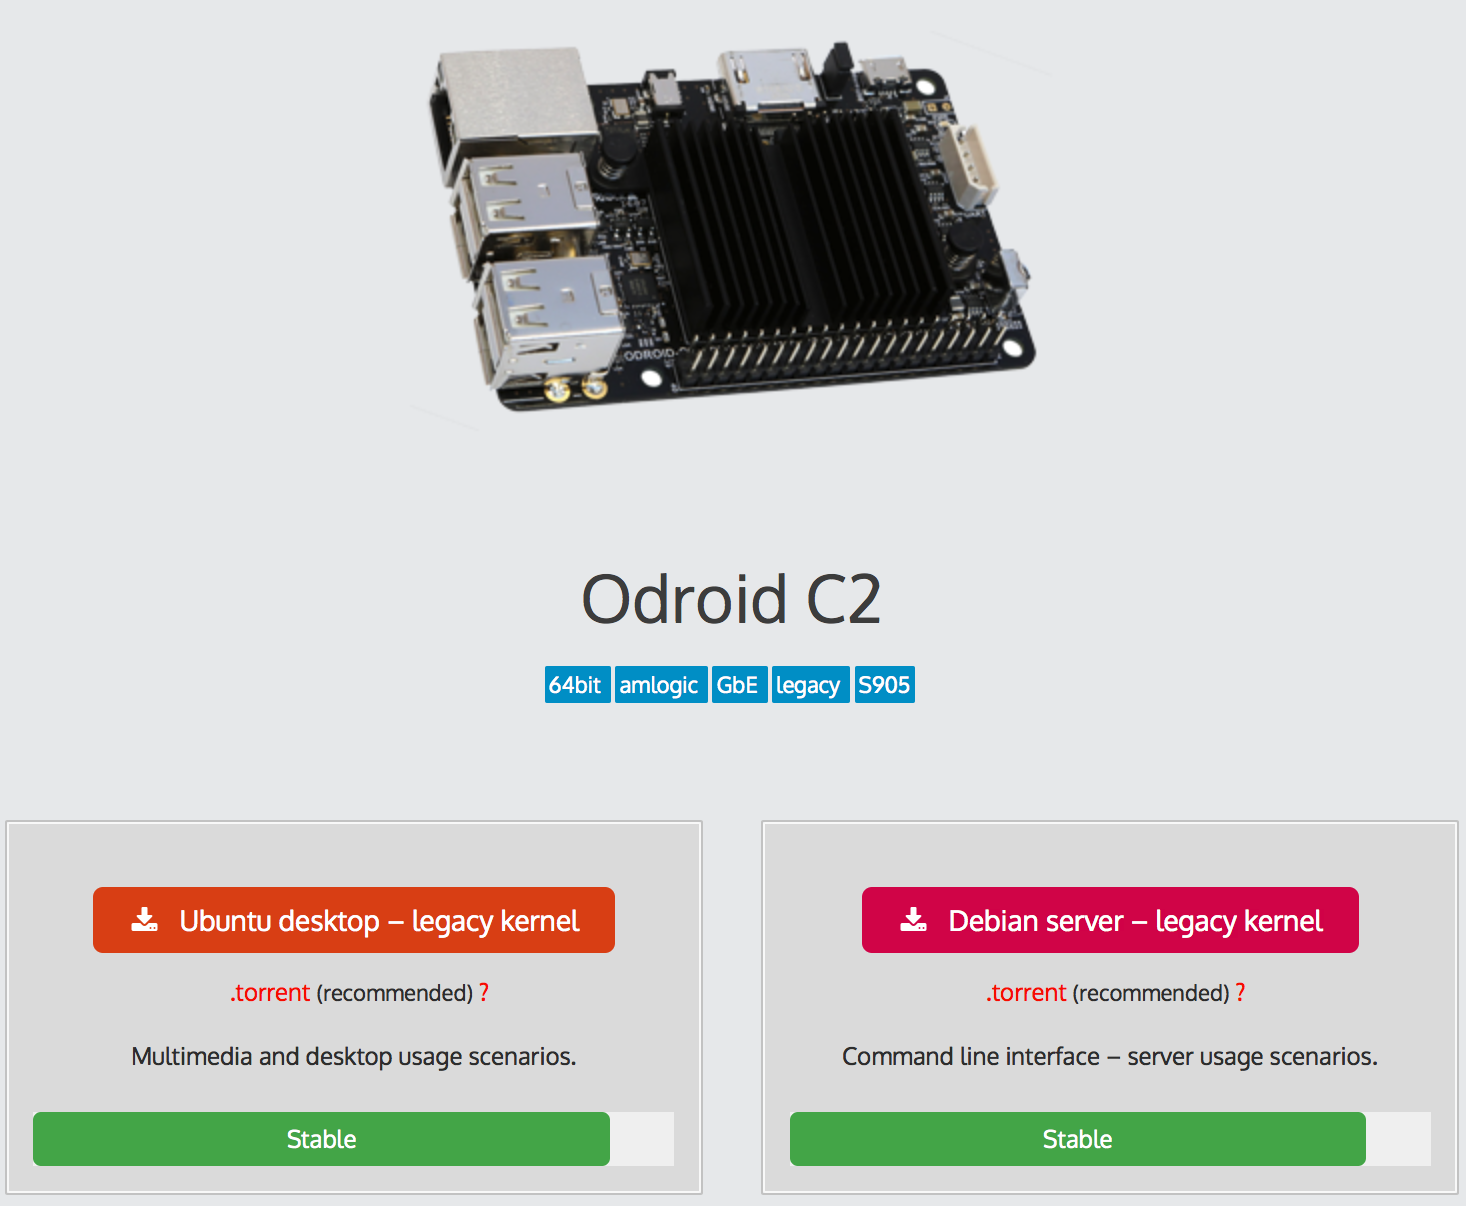 ODROID-
Odroid C2
64bit amlogic GbE legacy S905
Ubuntu desktop – legacy kernel
.torrent (recommended) ?
Multimedia and desktop usage scenarios.
Stable
Debian server – legacy kernel
.torrent (recommended) ?
Command line interface – server usage scenarios.
Stable